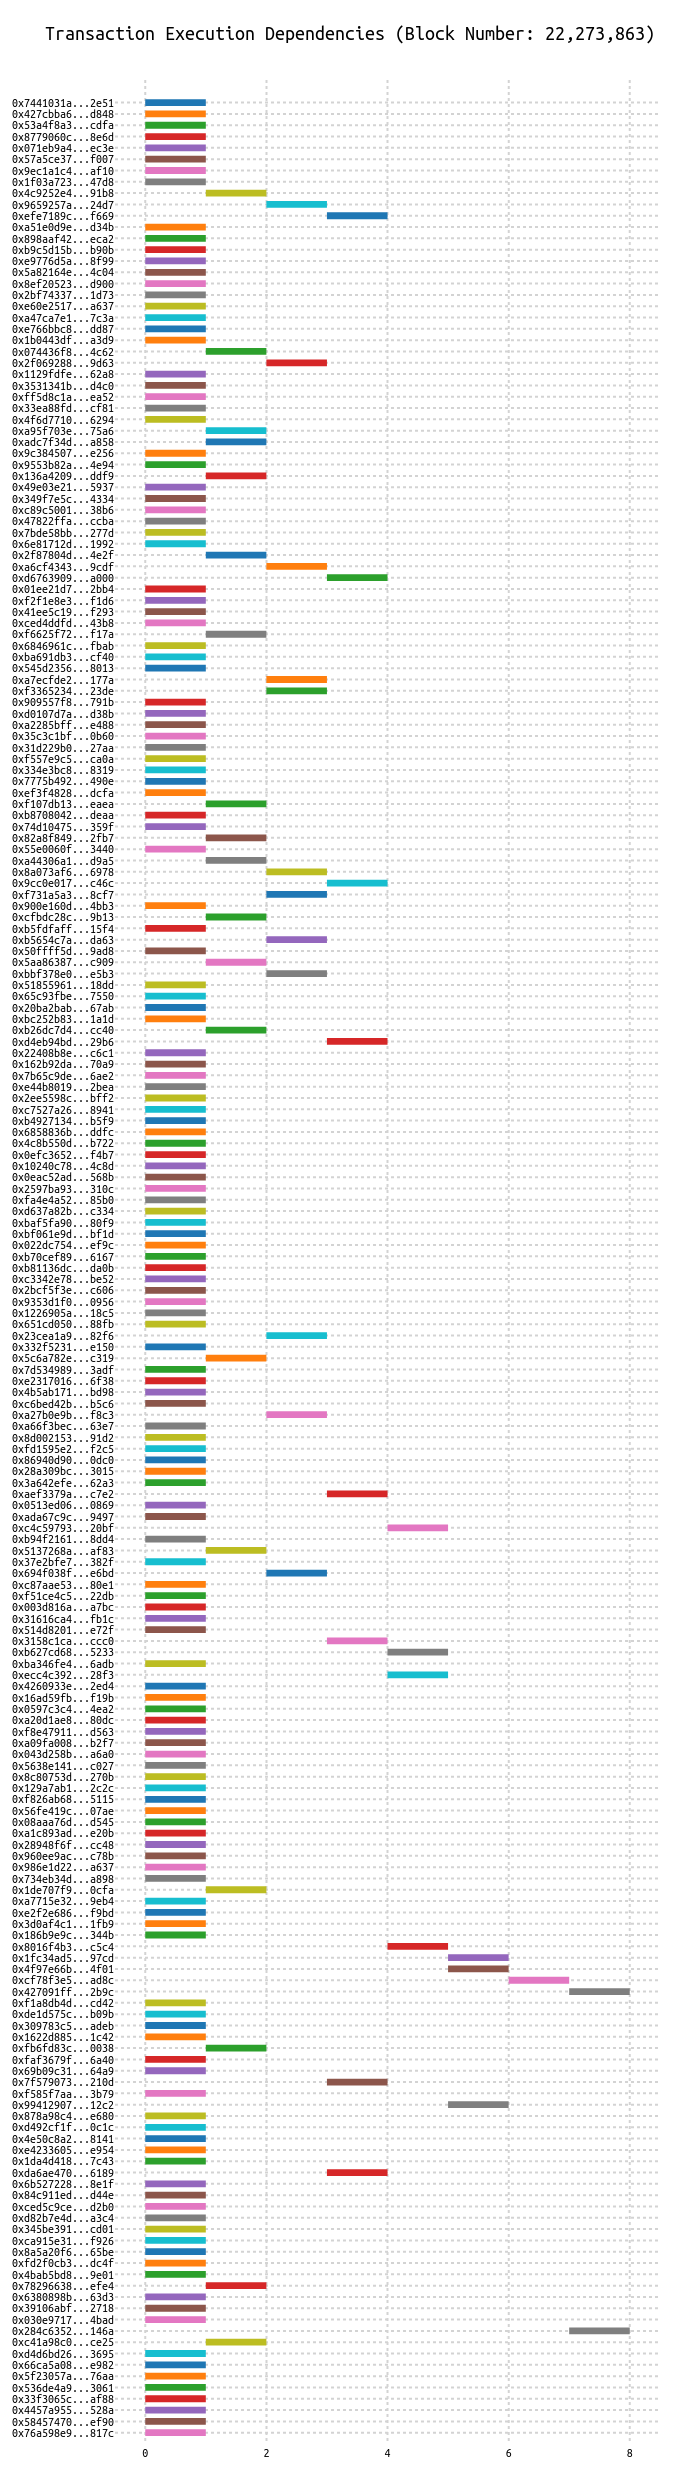 Transaction Execution Dependencies (Block Number: 22,273,863)
0x7441031a...2e51
0x427cbba6...d848
0x53a4f8a3...cdfa
0x8779060c...8e6d
0x071eb9a4...ec3e
0x57a5ce37...f007
0x9ec1a1c4...af10
0x1f03a723...47d8
0x4c9252e4...91b8
0x9659257a...24d7
0xefe7189c...f669
0xa51e0d9e...d34b
0x898aaf42...eca2
0xb9c5d15b...b90b
0xe9776d5a...8f99
0x5a82164e...4c04
0x8ef20523...d900
0x2bf74337...1d73
0xe60e2517...a637
0xa47ca7e1...7c3a
0xe766bbc8...dd87
0x1b0443df...a3d9
0x074436f8...4c62
0x2f069288...9d63
0x1129fdfe...62a8
0x3531341b...d4c0
0xff5d8c1a...ea52
0x33ea88fd...cf81
0x4f6d7710...6294
0xa95f703e...75a6
0xadc7f34d...a858
0x9c384507...e256
0x9553b82a...4e94
0x136a4209...ddf9
0x49e03e21...5937
0x349f7e5c...4334
0xc89c5001...38b6
0x47822ffa...ccba
0x7bde58bb...277d
0x6e81712d...1992
0x2f87804d...4e2f
0xa6cf4343...9cdf
0xd6763909...a000
0x01ee21d7...2bb4
0xf2f1e8e3...f1d6
0x41ee5c19...f293
0xced4ddfd...43b8
0xf6625f72...f17a
0x6846961c...fbab
0xba691db3...cf40
0x545d2356...8013
0xa7ecfde2...177a
0xf3365234...23de
0x909557f8...791b
0xd0107d7a...d38b
0xa2285bff...e488
0x35c3c1bf...0b60
0x31d229b0...27aa
0xf557e9c5...ca0a
0x334e3bc8...8319
0x7775b492...490e
0xef3f4828...dcfa
0xf107db13...eaea
0xb8708042...deaa
0x74d10475...359f
0x82a8f849...2fb7
0x55e0060f...3440
0xa44306a1...d9a5
0x8a073af6...6978
0x9cc0e017...c46c
0xf731a5a3...8cf7
0x900e160d...4bb3
0xcfbdc28c...9b13
0xb5fdfaff...15f4
0xb5654c7a...da63
0x50ffff5d...9ad8
0x5aa86387...c909
0xbbf378e0...e5b3
0x51855961...18dd
0x65c93fbe...7550
0x20ba2bab...67ab
0xbc252b83...1a1d
0xb26dc7d4...cc40
0xd4eb94bd...29b6
0x22408b8e...c6c1
0x162b92da...70a9
0x7b65c9de...6ae2
0xe44b8019...2bea
0x2ee5598c...bff2
0xc7527a26...8941
0xb4927134...b5f9
0x6858836b...ddfc
0x4c8b550d...b722
0x0efc3652...f4b7
0x10240c78...4c8d
0x0eac52ad...568b
0x2597ba93...310c
0xfa4e4a52...85b0
0xd637a82b...c334
0xbaf5fa90...80f9
0xbf061e9d...bf1d
0x022dc754...ef9c
0xb70cef89...6167
0xb81136dc...da0b
0xc3342e78...be52
0x2bcf5f3e...c606
0x9353d1f0...0956
0x1226905a...18c5
0x651cd050...88fb
0x23cea1a9...82f6
0x332f5231...e150
0x5c6a782e...c319
0x7d534989...3adf
0xe2317016...6f38
0x4b5ab171...bd98
0xc6bed42b...b5c6
0xa27b0e9b...f8c3
0xa66f3bec...63e7
0x8d002153...91d2
0xfd1595e2...f2c5
0x86940d90...0dc0
0x28a309bc...3015
0x3a642efe...62a3
0xaef3379a...c7e2
0x0513ed06...0869
0xada67c9c...9497
0xc4c59793...20bf
0xb94f2161...8dd4
0x5137268a...af83
0x37e2bfe7...382f
0x694f038f...e6bd
0xc87aae53...80e1
0xf51ce4c5...22db
0x003d816a...a7bc
0x31616ca4...fb1c
0x514d8201...e72f
0x3158c1ca...ccc0
0xb627cd68...5233
0xba346fe4...6adb
0xecc4c392...28f3
0x4260933e...2ed4
0x16ad59fb...f19b
0x0597c3c4...4ea2
0xa20d1ae8...80dc
0xf8e47911...d563
0xa09fa008...b2f7
0x043d258b...a6a0
0x5638e141...c027
0x8c80753d...270b
0x129a7ab1...2c2c
0xf826ab68...5115
0x56fe419c...07ae
0x08aaa76d...d545
0xa1c893ad...e20b
0x28948f6f...cc48
0x960ee9ac...c78b
0x986e1d22...a637
0x734eb34d...a898
0x1de707f9...0cfa
0xa7715e32...9eb4
0xe2f2e686...f9bd
0x3d0af4c1...1fb9
0x186b9e9c...344b
0x8016f4b3...c5c4
0x1fc34ad5...97cd
0x4f97e66b...4f01
0xcf78f3e5...ad8c
0x427091ff...2b9c
0xf1a8db4d...cd42
0xde1d575c...b09b
0x309783c5...adeb
0x1622d885...1c42
0xfb6fd83c...0038
0xfaf3679f...6a40
0x69b09c31...64a9
0x7f579073...210d
0xf585f7aa...3b79
0x99412907...12c2
0x878a98c4...e680
0xd492cf1f...0c1c
0x4e50c8a2...8141
0xe4233605...e954
0x1da4d418...7c43
0xda6ae470...6189
0x6b527228...8e1f
0x84c911ed...d44e
0xced5c9ce...d2b0
0xd82b7e4d...a3c4
0x345be391...cd01
0xca915e31...f926
0x8a5a20f6...65be
0xfd2f0cb3...dc4f
0x4bab5bd8...9e01
0x78296638...efe4
0x6380898b...63d3
0x39106abf...2718
0x030e9717...4bad
0x284c6352...146a
0xc41a98c0...ce25
0xd4d6bd26...3695
0x66ca5a08...e982
0x5f23057a...76aa
0x536de4a9...3061
0x33f3065c...af88
0x4457a955...528a
0x58457470...ef90
0x76a598e9...817c
0 2 4 6 8